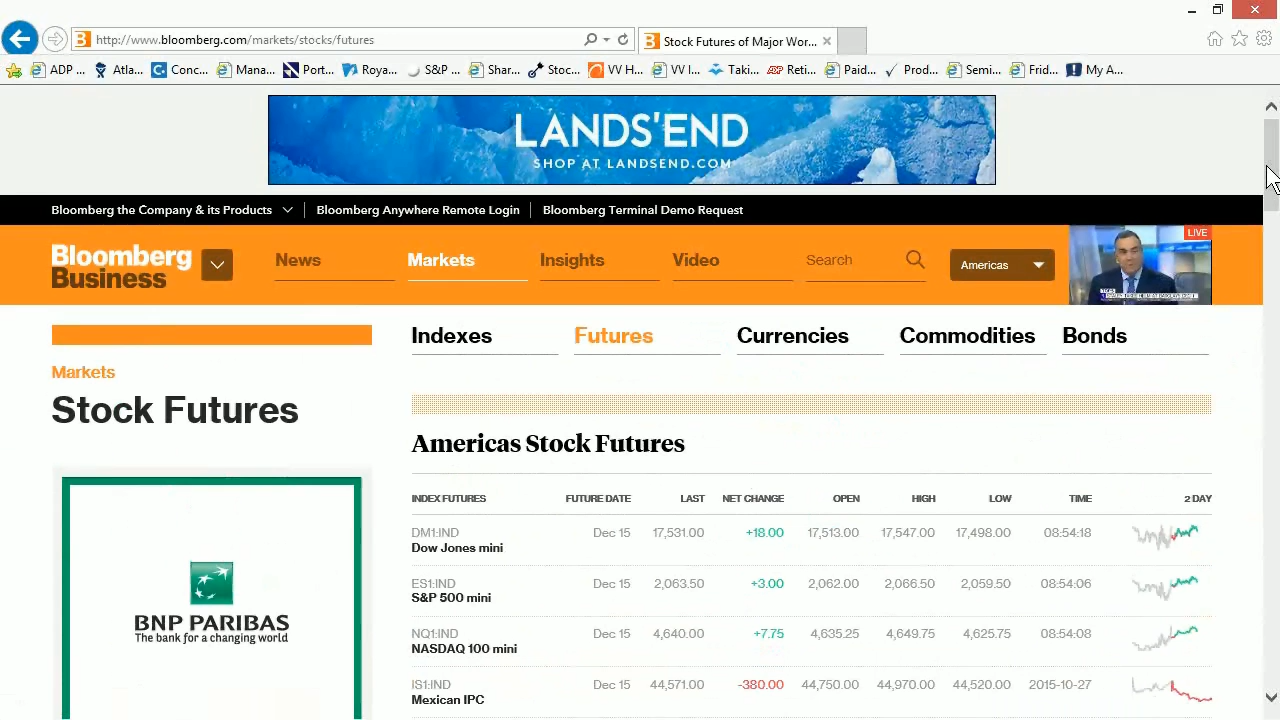 http://www.bloomberg.com/markets/stocks/futures
Stock Futures of Major Wor...
ADP ... Atla... Conc... Mana... Port... Roya... S&P ... Shar... Stoc... VV H... VV I... Taki... Reti... Paid... Prod... Semi... Frid... My A...
LANDS'END
SHOP AT LANDSEND.COM
Bloomberg the Company & its Products Bloomberg Anywhere Remote Login Bloomberg Terminal Demo Request
LIVE
Bloomberg
Business
News Markets Insights Video Search Americas
Indexes Futures Currencies Commodities Bonds
Markets
Stock Futures
Americas Stock Futures
INDEX FUTURES FUTURE DATE LAST NET CHANGE OPEN HIGH LOW TIME 2 DAY
DM1:IND Dec 15 17,531.00 +18.00 17,513.00 17,547.00 17,498.00 08:54:18
Dow Jones mini
ES1:IND Dec 15 2,063.50 +3.00 2,062.00 2,066.50 2,059.50 08:54:06
S&P 500 mini
NQ1:IND Dec 15 4,640.00 +7.75 4,635.25 4,649.75 4,625.75 08:54:08
NASDAQ 100 mini
IS1:IND Dec 15 44,571.00 -380.00 44,750.00 44,970.00 44,520.00 2015-10-27
Mexican IPC
BNP PARIBAS
The bank for a changing world